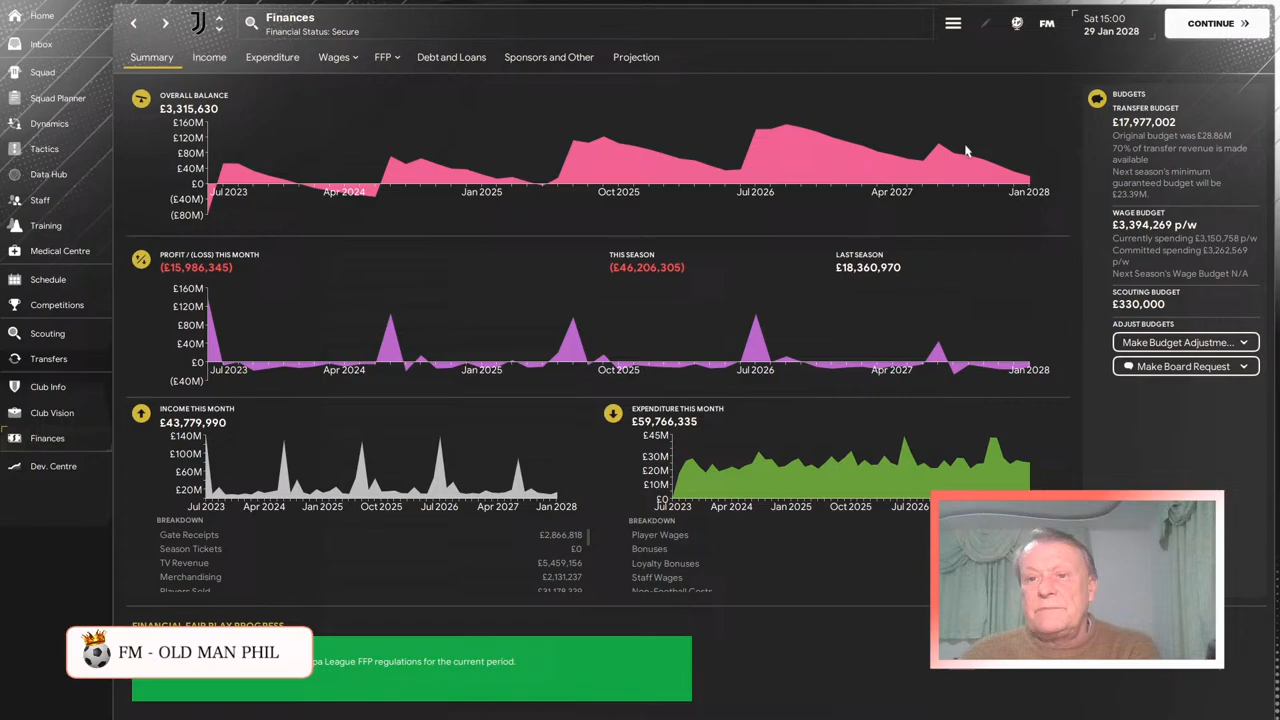 Home
Inbox
Squad
Squad Planner
Dynamics
Tactics
Data Hub
Staff
Training
Medical Centre
Schedule
Competitions
Scouting
Transfers
Club Info
Club Vision
Finances
Dev. Centre
Finances
Financial Status: Secure
FM
Sat 15:00
29 Jan 2028
CONTINUE
Summary Income Expenditure Wages FFP Debt and Loans Sponsors and Other Projection
OVERALL BALANCE
£3,315,630
£160M
£120M
£80M
£40M
£0
(£40M)
(£80M)
Jul 2023 Apr 2024 Jan 2025 Oct 2025 Jul 2026 Apr 2027 Jan 2028
PROFIT / (LOSS) THIS MONTH
(£15,986,345)
THIS SEASON
(£46,206,305)
LAST SEASON
£18,360,970
£160M
£120M
£80M
£40M
£0
(£40M)
Jul 2023 Apr 2024 Jan 2025 Oct 2025 Jul 2026 Apr 2027 Jan 2028
INCOME THIS MONTH
£43,779,990
£140M
£100M
£60M
£20M
Jul 2023 Apr 2024 Jan 2025 Oct 2025 Jul 2026 Apr 2027 Jan 2028
BREAKDOWN
Gate Receipts £2,866,818
Season Tickets £0
TV Revenue £5,459,156
Merchandising £2,131,237
Players Sold £31,178,339
EXPENDITURE THIS MONTH
£59,766,335
£45M
£30M
£20M
£10M
£0
Jul 2023 Apr 2024 Jan 2025 Oct 2025 Jul 2026
BREAKDOWN
Player Wages
Bonuses
Loyalty Bonuses
Staff Wages
Non-Football Costs
BUDGETS
TRANSFER BUDGET
£17,977,002
Original budget was £28.86M
70% of transfer revenue is made
available
Next season's minimum
guaranteed budget will be
£23.39M.
WAGE BUDGET
£3,394,269 p/w
Currently spending £3,150,758 p/w
Committed spending £3,262,569
p/w
Next Season's Wage Budget N/A
SCOUTING BUDGET
£330,000
ADJUST BUDGETS
Make Budget Adjustme...
Make Board Request
FINANCIAL FAIR PLAY PROGRESS
League FFP regulations for the current period.
FM - OLD MAN PHIL